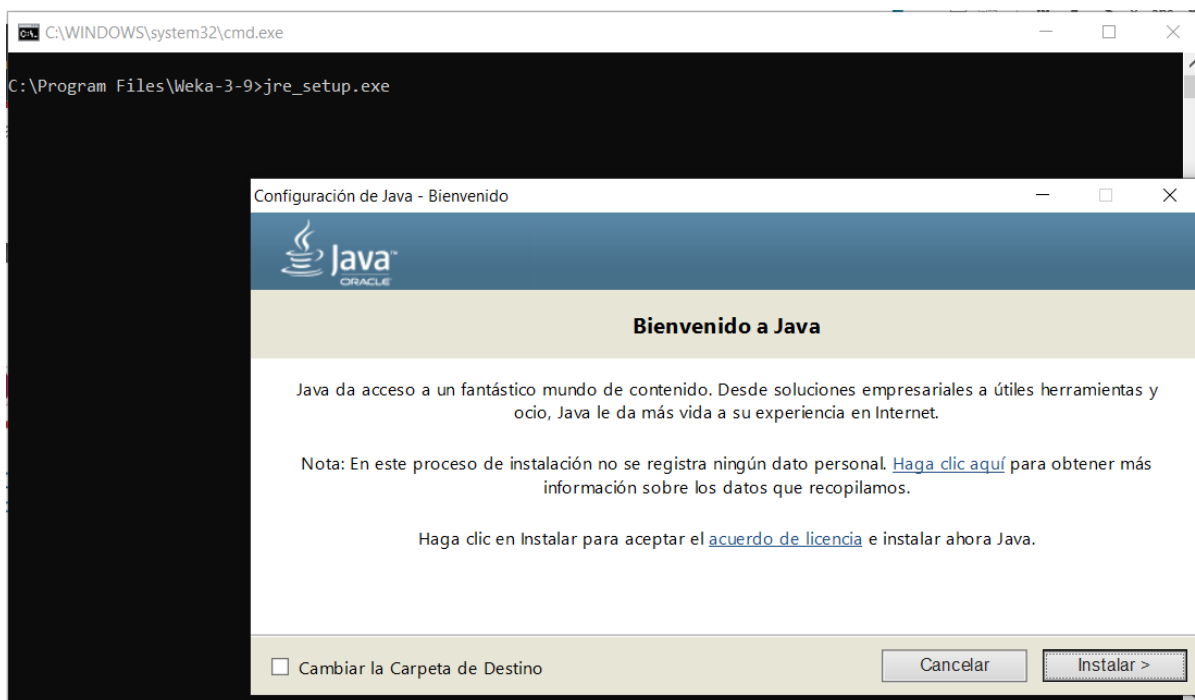 C:\WINDOWS\system32\cmd.exe
C:\Program Files\Weka-3-9>jre_setup.exe
Configuración de Java - Bienvenido
Java™
ORACLE
Bienvenido a Java
Java da acceso a un fantástico mundo de contenido. Desde soluciones empresariales a útiles herramientas y
ocio, Java le da más vida a su experiencia en Internet.
Nota: En este proceso de instalación no se registra ningún dato personal. Haga clic aquí para obtener más
información sobre los datos que recopilamos.
Haga clic en Instalar para aceptar el acuerdo de licencia e instalar ahora Java.
Cambiar la Carpeta de Destino
Cancelar
Instalar >